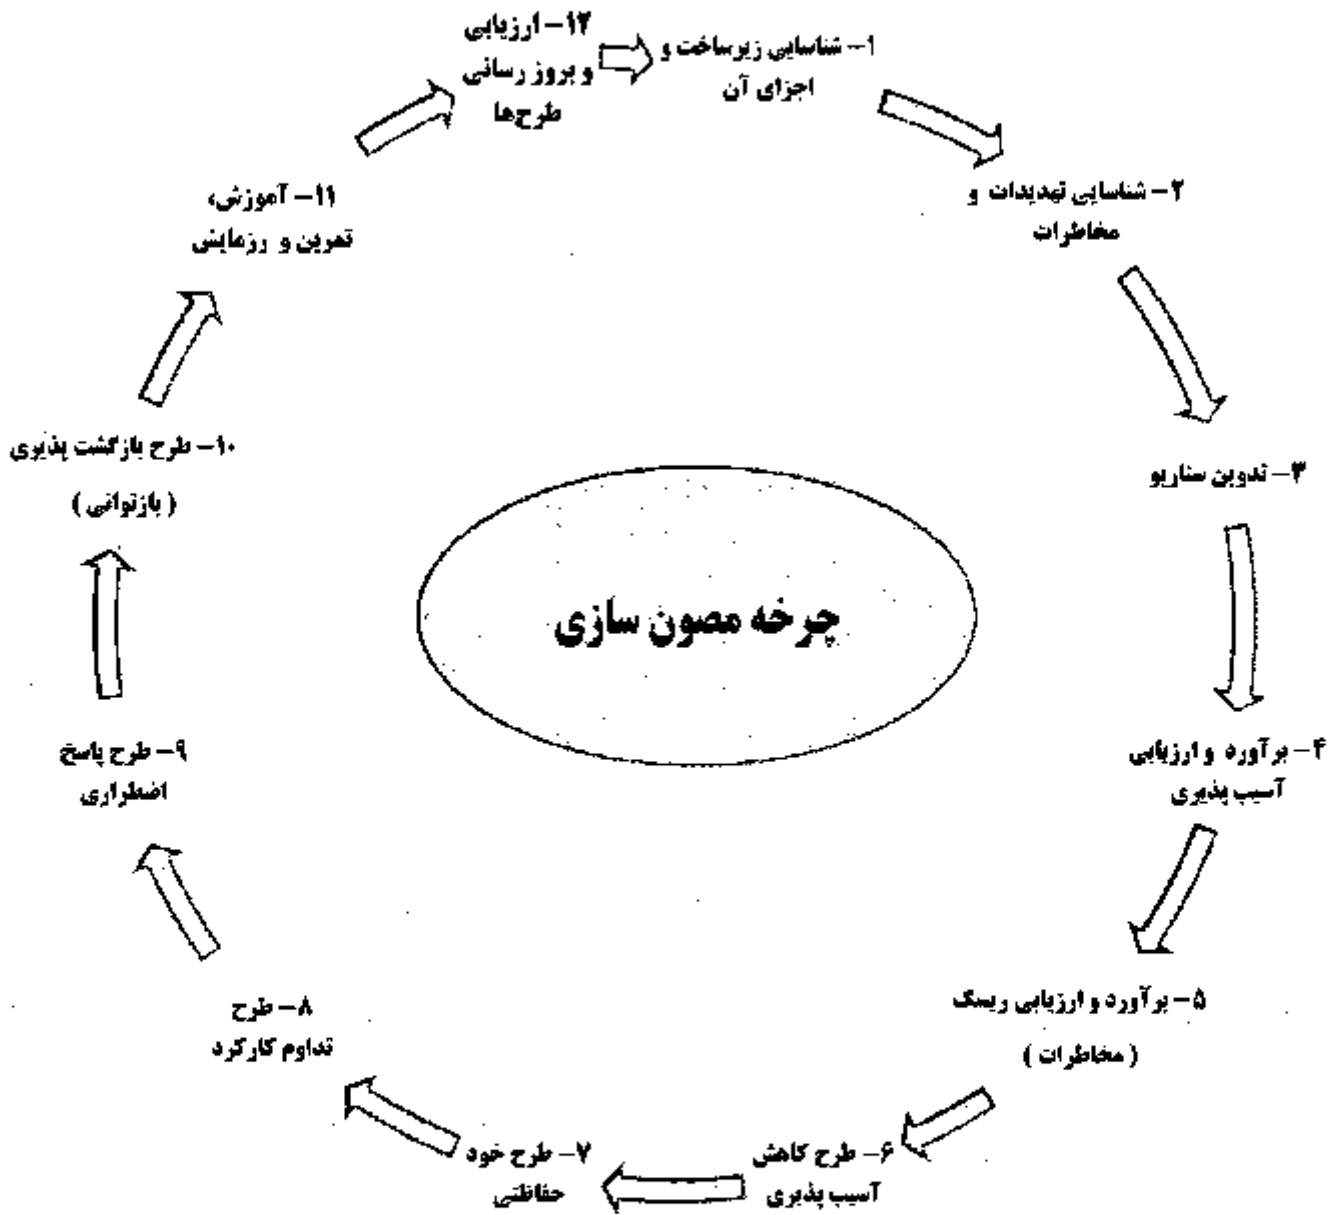 ۱- شناسایی زیرساخت و
اجزای آن
۲- شناسایی تهدیدات و
مخاطرات
۳- تدوین سناریو
۴- برآورد و ارزیابی
آسیب پذیری
۵- برآورد و ارزیابی ریسک
( مخاطرات )
۶- طرح کاهش
آسیب پذیری
۷- طرح خود
حفاظتی
۸- طرح
تداوم کارکرد
۹- طرح پاسخ
اضطراری
۱۰- طرح بازگشت پذیری
( بازتوانی )
۱۱- آموزش،
تمرین و رزمایش
۱۲- ارزیابی
و بروز رسانی
طرح‌ها
چرخه مصون سازی